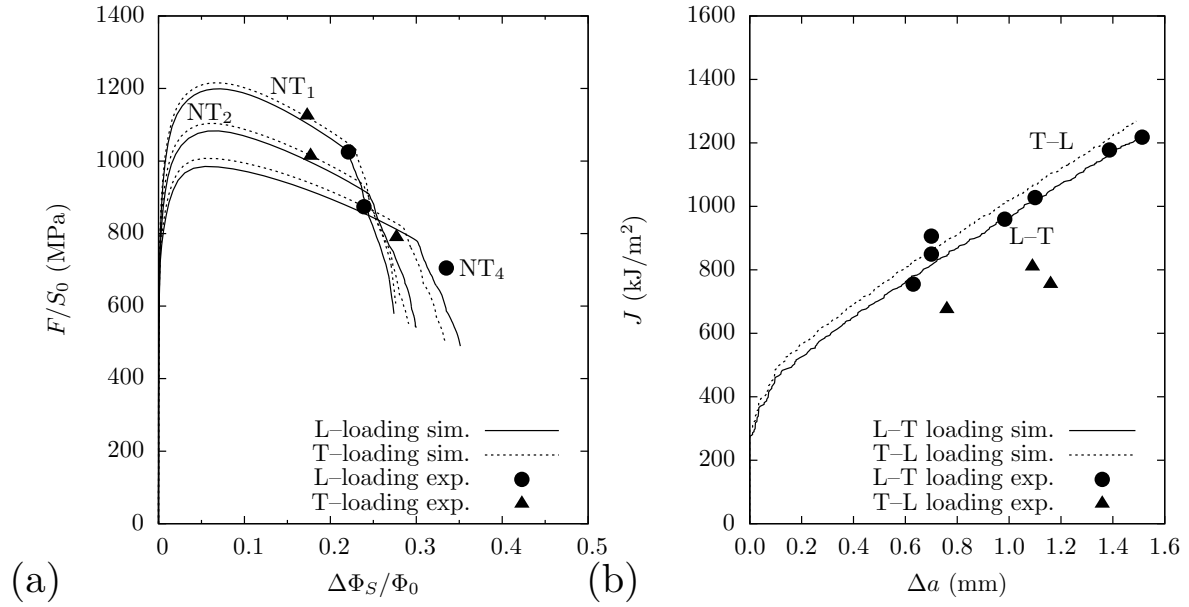 1400
1200
1000
800
600
400
200
0
0
0.1
0.2
0.3
0.4
0.5
F/S₀ (MPa)
ΔΦ_S/Φ₀
NT₁
NT₂
NT₄
L–loading sim.
T–loading sim.
L–loading exp.
T–loading exp.
(a)
1600
1400
1200
1000
800
600
400
200
0
0.0
0.2
0.4
0.6
0.8
1.0
1.2
1.4
1.6
J (kJ/m²)
Δa (mm)
T–L
L–T
L–T loading sim.
T–L loading sim.
L–T loading exp.
T–L loading exp.
(b)